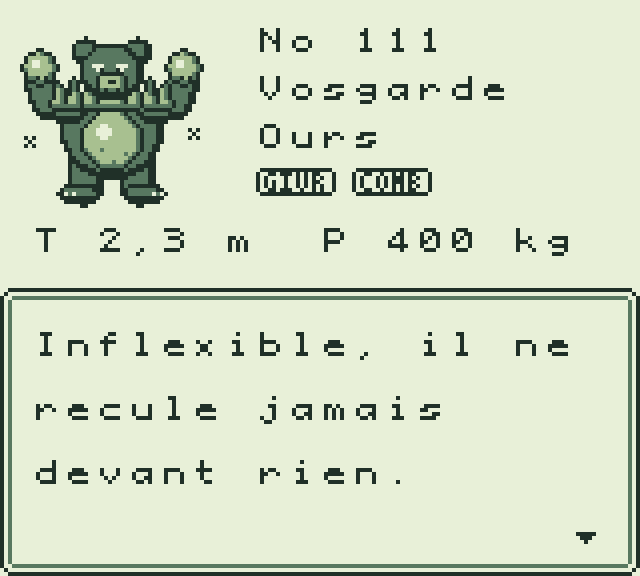 No 111
Vosgarde
Ours
GIVR COMB
T 2,3 m P 400 kg
Inflexible, il ne
recule jamais
devant rien.